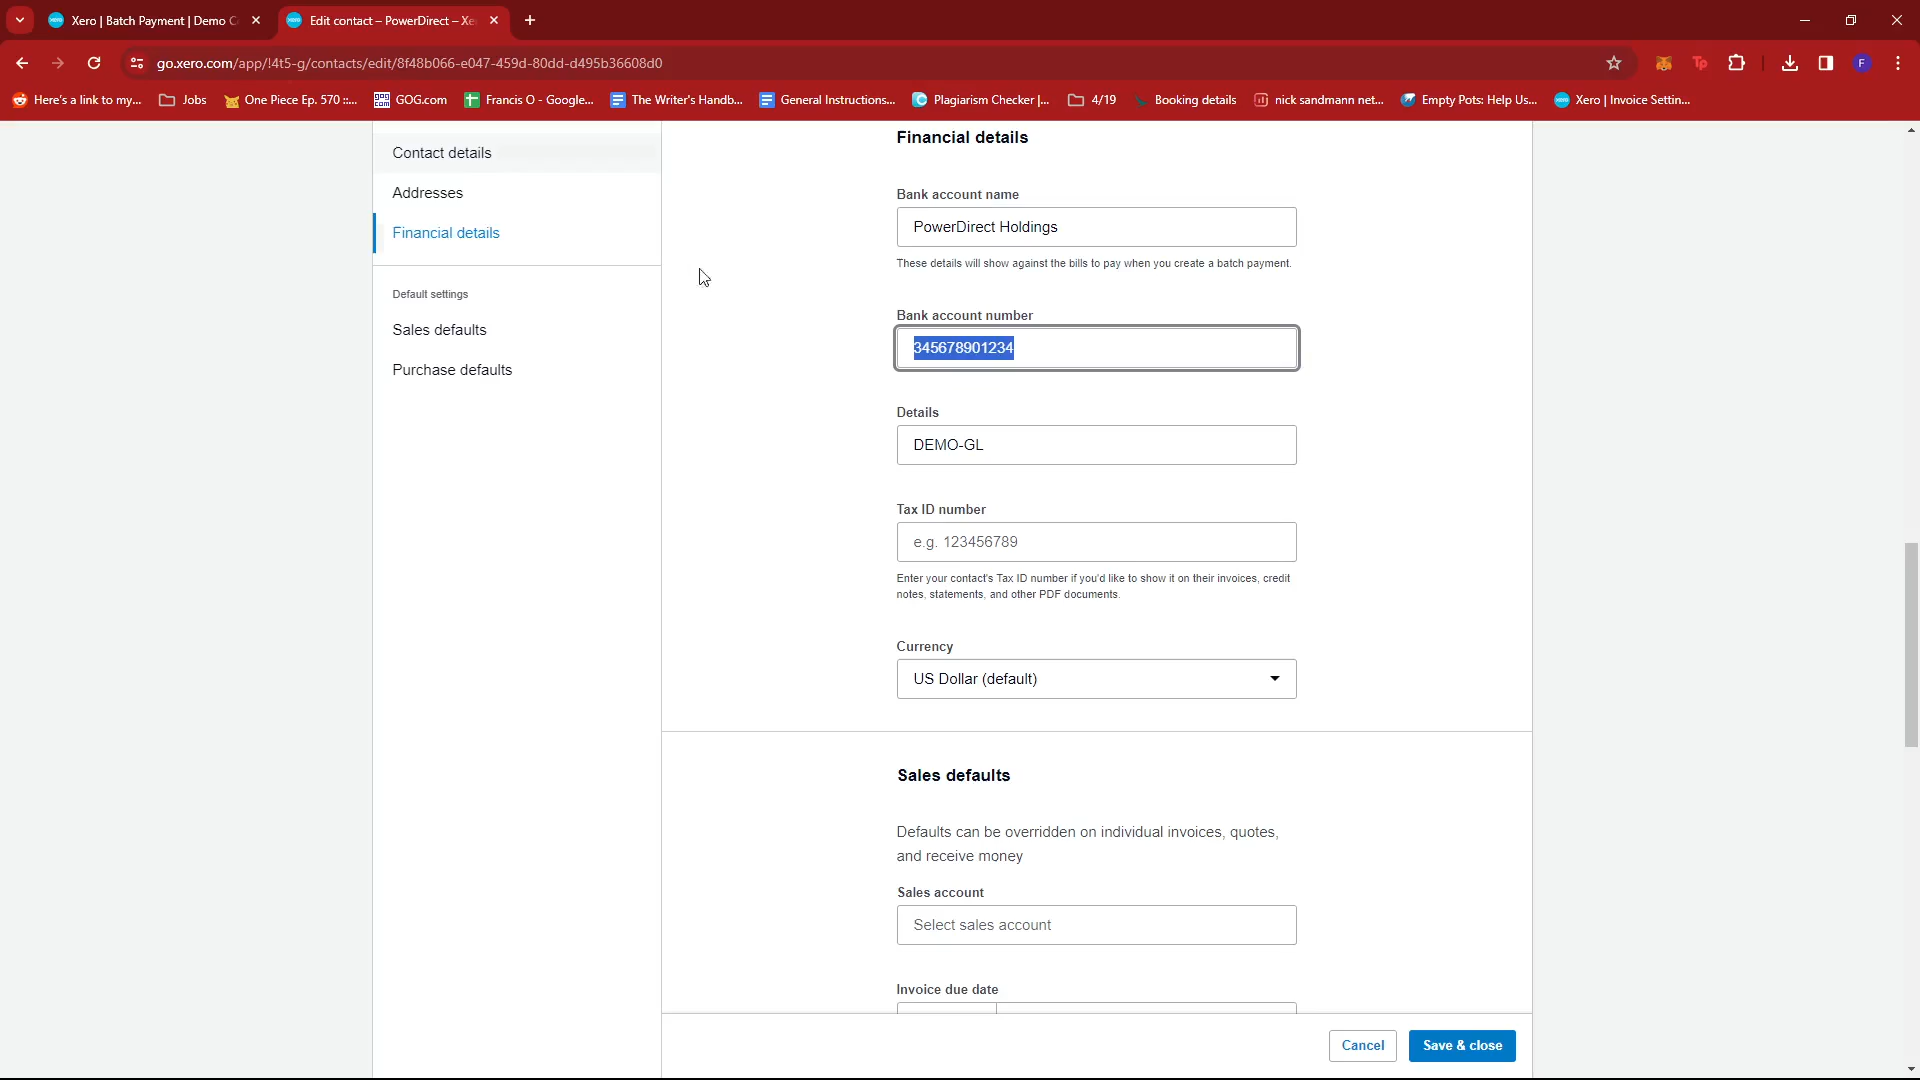 Xero | Batch Payment | Demo C
Edit contact – PowerDirect – Xe
go.xero.com/app/!4t5-g/contacts/edit/8f48b066-e047-459d-80dd-d495b36608d0
Tp
F
Here's a link to my...
Jobs
One Piece Ep. 570 ::...
GOG.com
Francis O - Google...
The Writer's Handb...
General Instructions...
Plagiarism Checker |...
4/19
Booking details
nick sandmann net...
Empty Pots: Help Us...
Xero | Invoice Settin...
Contact details
Addresses
Financial details
Default settings
Sales defaults
Purchase defaults
Financial details
Bank account name
PowerDirect Holdings
These details will show against the bills to pay when you create a batch payment.
Bank account number
345678901234
Details
DEMO-GL
Tax ID number
e.g. 123456789
Enter your contact's Tax ID number if you'd like to show it on their invoices, credit
notes, statements, and other PDF documents.
Currency
US Dollar (default)
Sales defaults
Defaults can be overridden on individual invoices, quotes,
and receive money
Sales account
Select sales account
Invoice due date
Cancel
Save & close